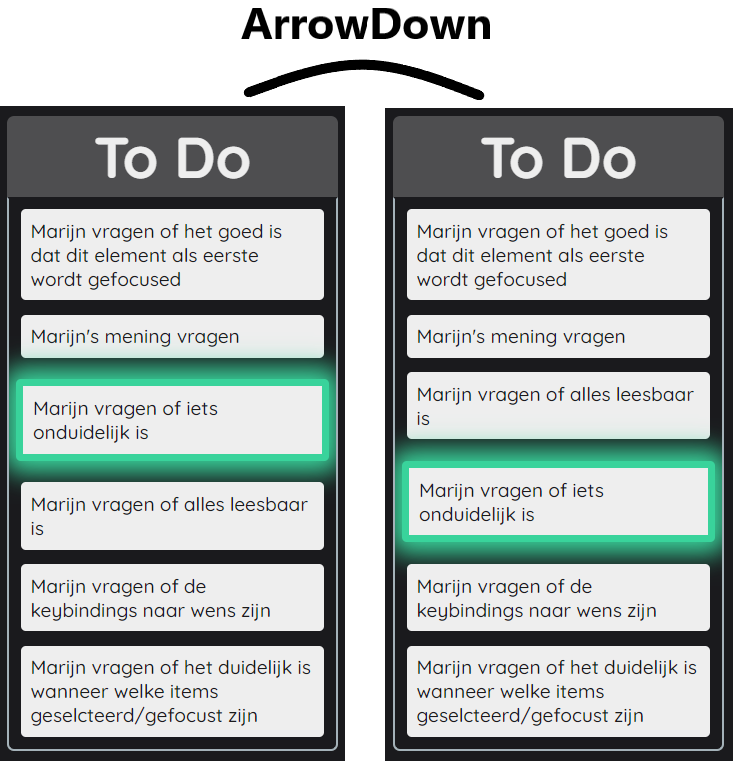 ArrowDown
To Do
Marijn vragen of het goed is
dat dit element als eerste
wordt gefocused
Marijn's mening vragen
Marijn vragen of iets
onduidelijk is
Marijn vragen of alles leesbaar
is
Marijn vragen of de
keybindings naar wens zijn
Marijn vragen of het duidelijk is
wanneer welke items
geselcteerd/gefocust zijn
To Do
Marijn vragen of het goed is
dat dit element als eerste
wordt gefocused
Marijn's mening vragen
Marijn vragen of alles leesbaar
is
Marijn vragen of iets
onduidelijk is
Marijn vragen of de
keybindings naar wens zijn
Marijn vragen of het duidelijk is
wanneer welke items
geselcteerd/gefocust zijn